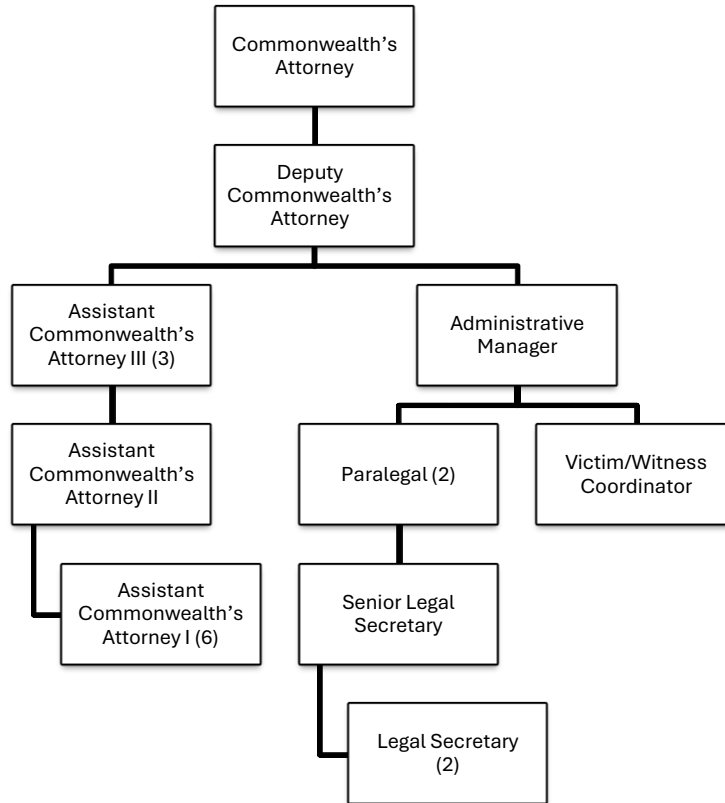 Commonwealth’s
Attorney
Deputy
Commonwealth’s
Attorney
Assistant
Commonwealth’s
Attorney III (3)
Administrative
Manager
Assistant
Commonwealth’s
Attorney II
Paralegal (2)
Victim/Witness
Coordinator
Assistant
Commonwealth’s
Attorney I (6)
Senior Legal
Secretary
Legal Secretary
(2)